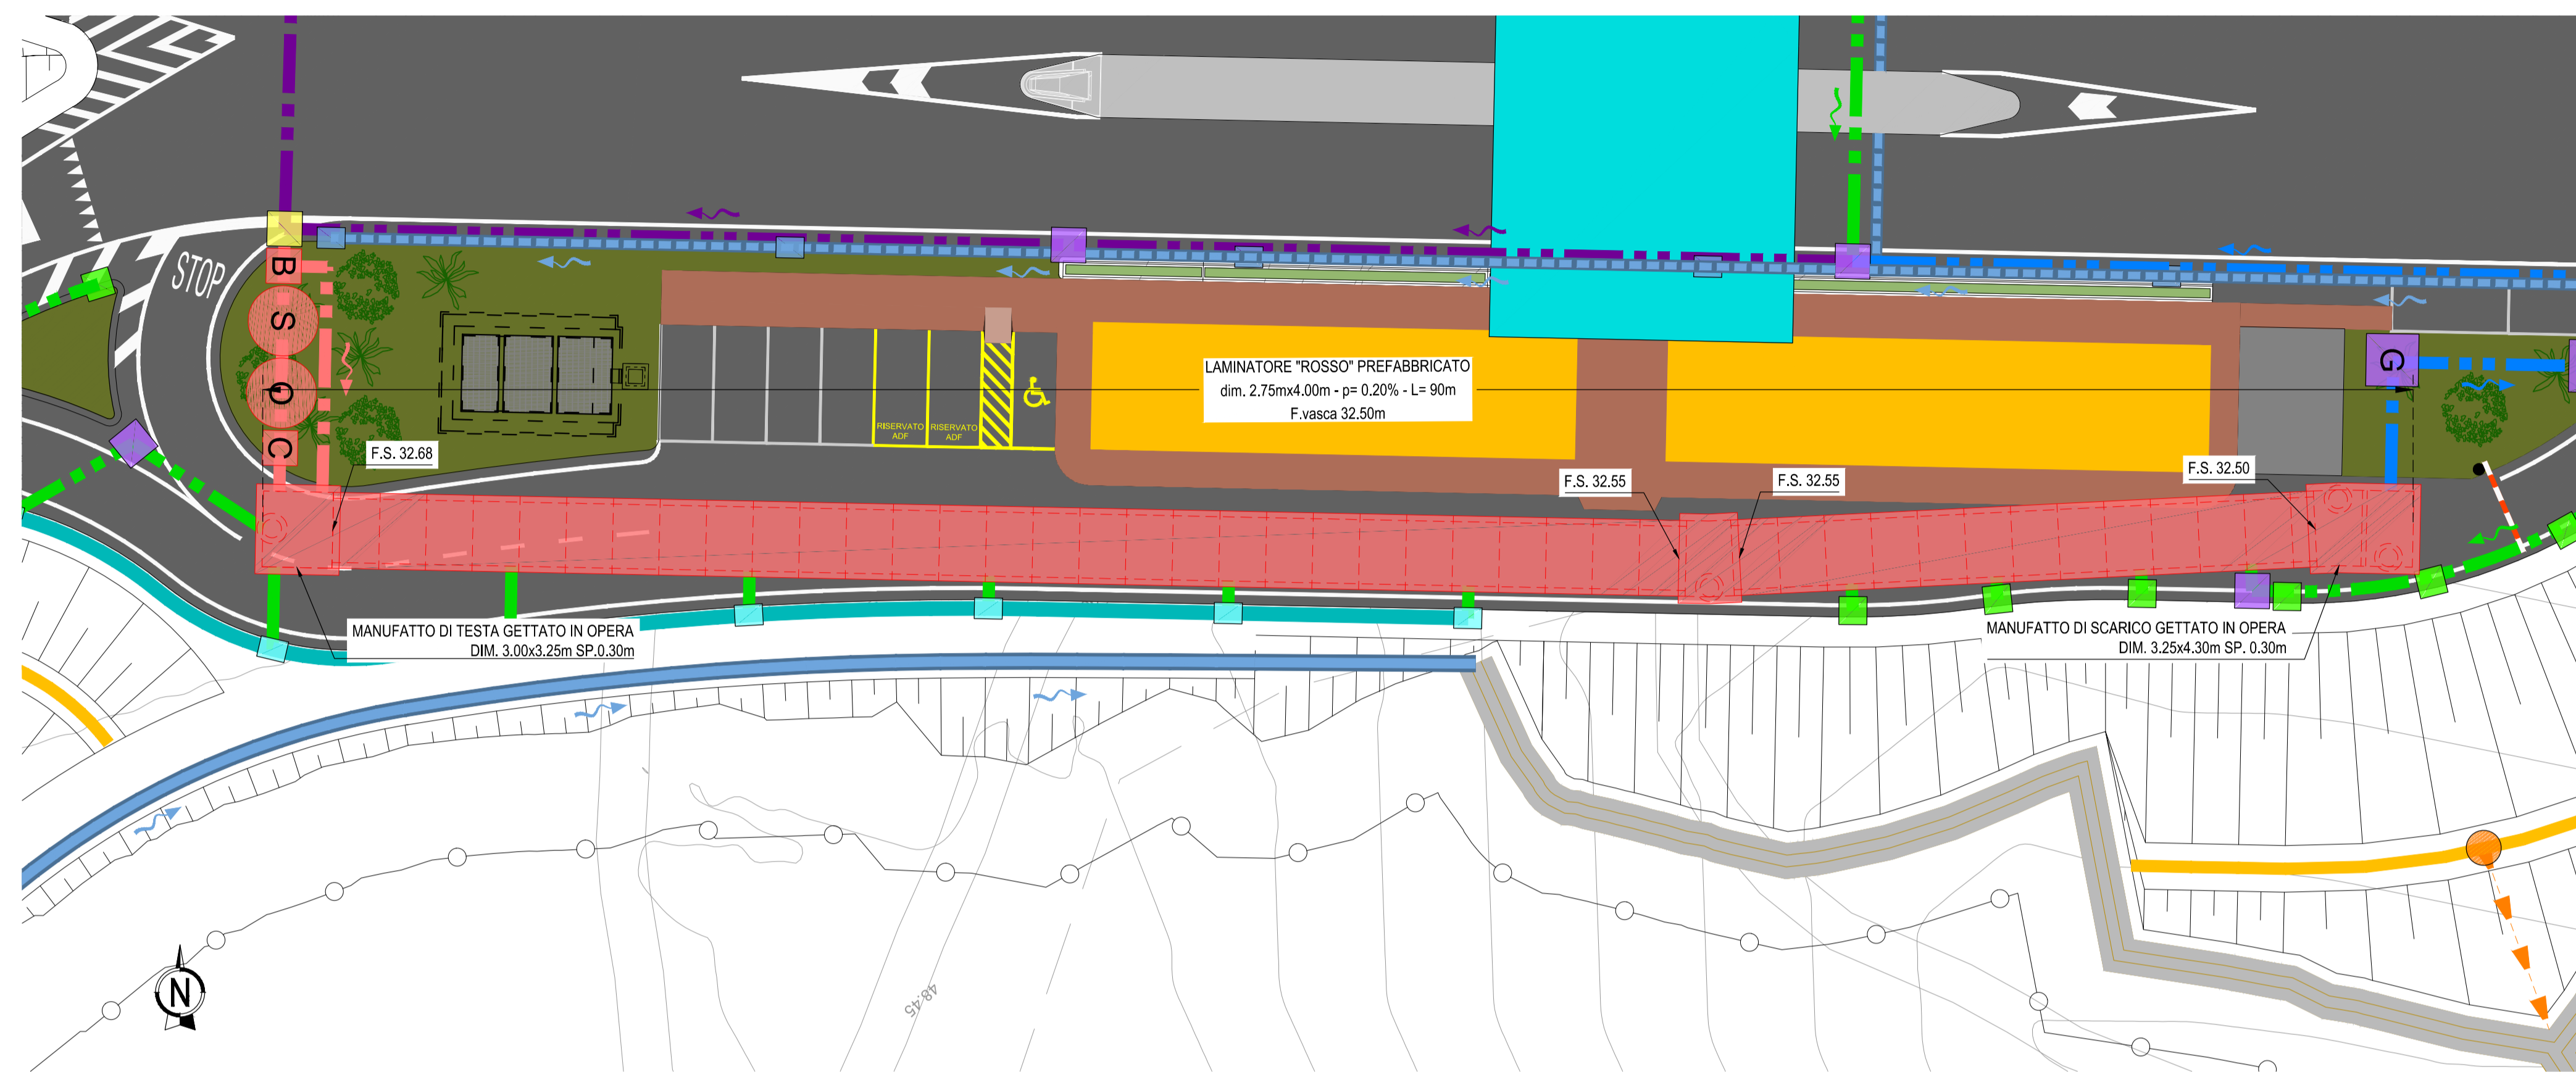 STOP
B
S
O
C
G
RISERVATO
ADF
RISERVATO
ADF
LAMINATORE "ROSSO" PREFABBRICATO
dim. 2.75mx4.00m - p= 0.20% - L= 90m
F.vasca 32.50m
F.S. 32.68
F.S. 32.55
F.S. 32.55
F.S. 32.50
MANUFATTO DI TESTA GETTATO IN OPERA
DIM. 3.00x3.25m SP.0.30m
MANUFATTO DI SCARICO GETTATO IN OPERA
DIM. 3.25x4.30m SP. 0.30m
N
48.45